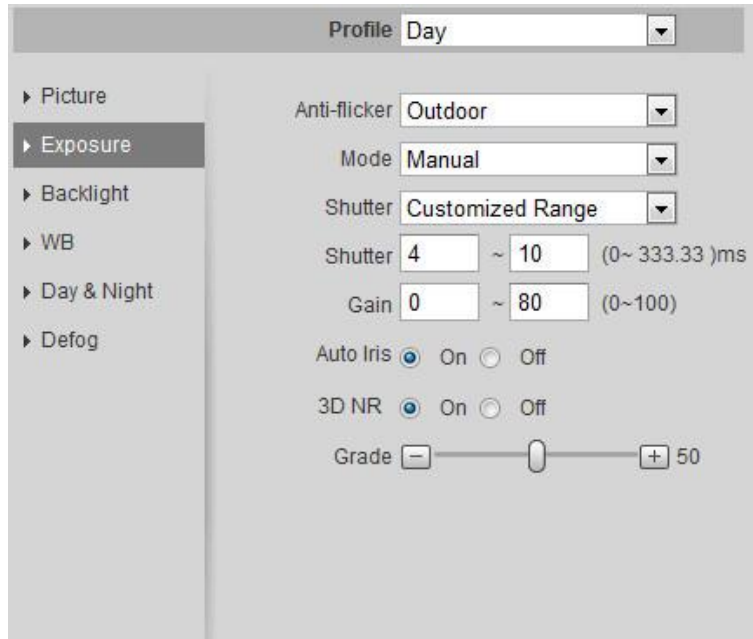 Profile Day
Picture
Exposure
Backlight
WB
Day & Night
Defog
Anti-flicker Outdoor
Mode Manual
Shutter Customized Range
Shutter 4 ~ 10 (0~ 333.33 )ms
Gain 0 ~ 80 (0~100)
Auto Iris On Off
3D NR On Off
Grade − + 50